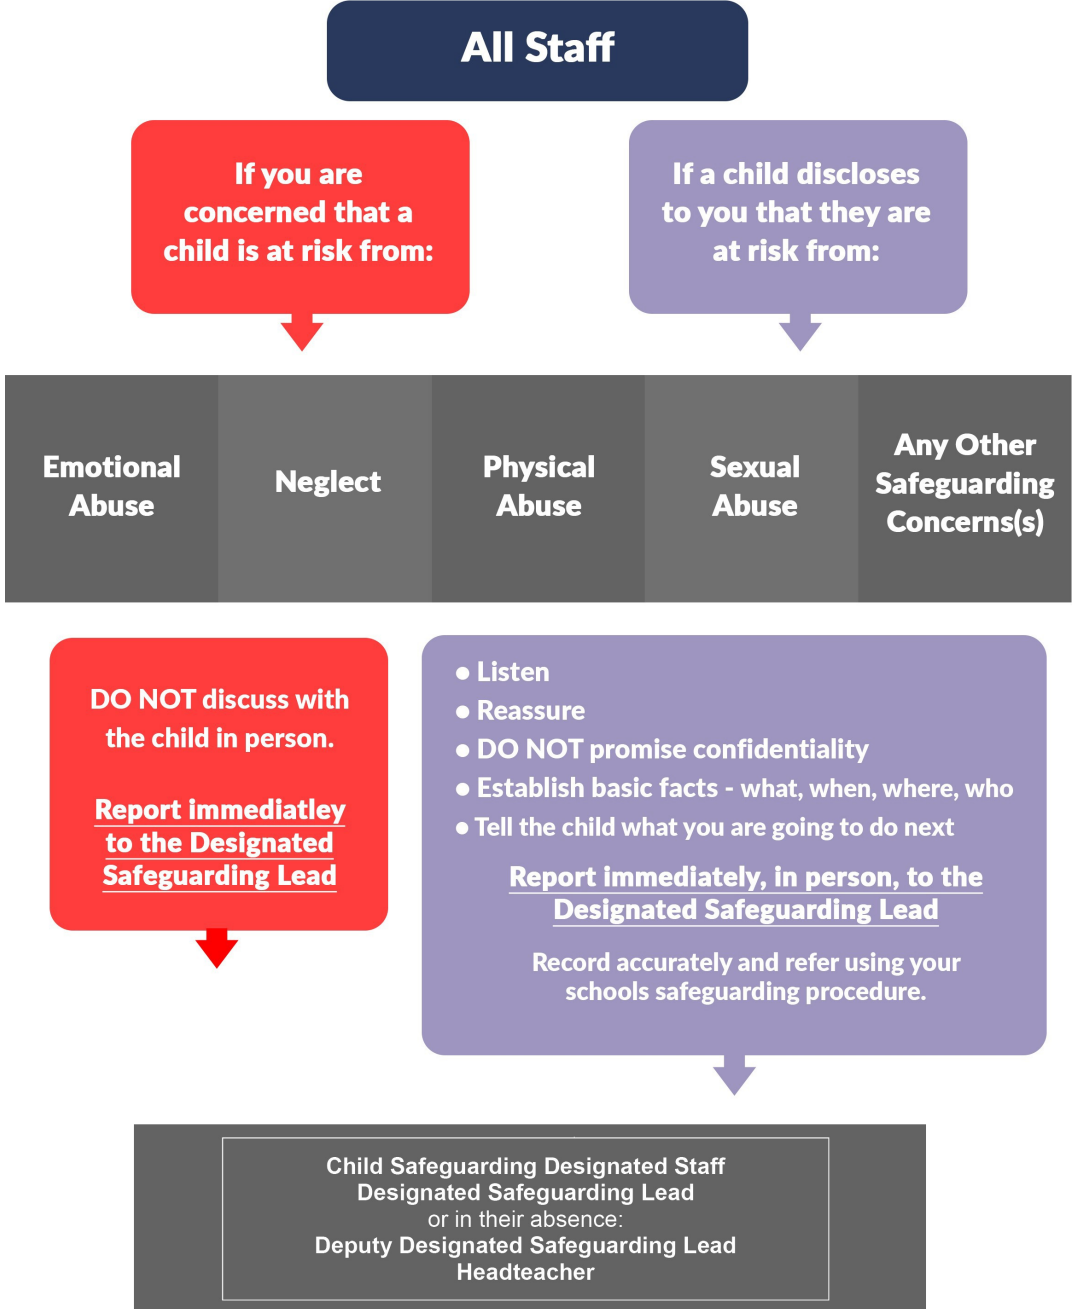 All Staff
If you are
concerned that a
child is at risk from:
If a child discloses
to you that they are
at risk from:
Emotional
Abuse
Neglect
Physical
Abuse
Sexual
Abuse
Any Other
Safeguarding
Concerns(s)
DO NOT discuss with
the child in person.
Report immediatley
to the Designated
Safeguarding Lead
● Listen
● Reassure
● DO NOT promise confidentiality
● Establish basic facts - what, when, where, who
● Tell the child what you are going to do next
Report immediately, in person, to the
Designated Safeguarding Lead
Record accurately and refer using your
schools safeguarding procedure.
Child Safeguarding Designated Staff
Designated Safeguarding Lead
or in their absence:
Deputy Designated Safeguarding Lead
Headteacher